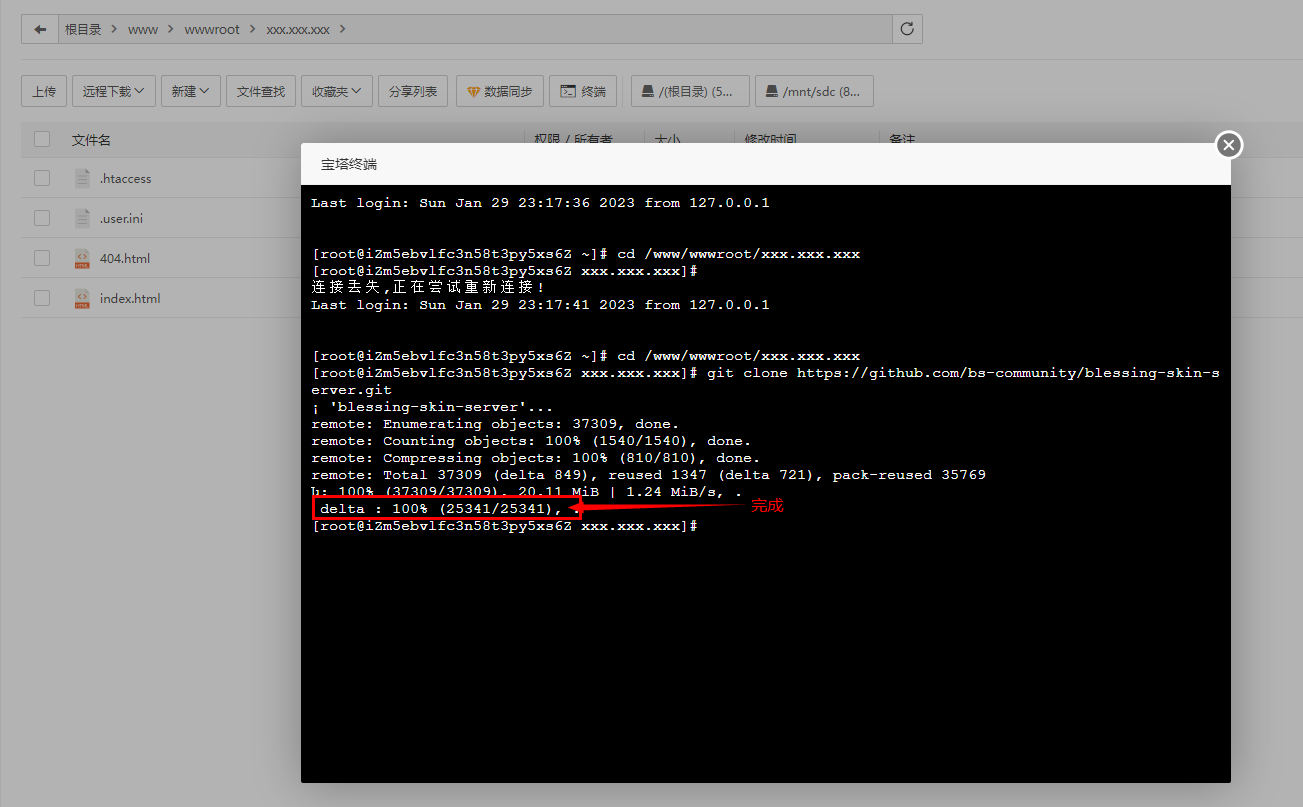 根目录 > www > wwwroot > xxx.xxx.xxx >
上传 远程下载 新建 文件查找 收藏夹 分享列表 数据同步 终端 /(根目录) (5... /mnt/sdc (8...
文件名 权限 / 所有者 大小 修改时间 备注
.htaccess
.user.ini
404.html
index.html
宝塔终端
Last login: Sun Jan 29 23:17:36 2023 from 127.0.0.1
[root@iZm5ebvlfc3n58t3py5xs6Z ~]# cd /www/wwwroot/xxx.xxx.xxx
[root@iZm5ebvlfc3n58t3py5xs6Z xxx.xxx.xxx]#
连接丢失,正在尝试重新连接!
Last login: Sun Jan 29 23:17:41 2023 from 127.0.0.1
[root@iZm5ebvlfc3n58t3py5xs6Z ~]# cd /www/wwwroot/xxx.xxx.xxx
[root@iZm5ebvlfc3n58t3py5xs6Z xxx.xxx.xxx]# git clone https://github.com/bs-community/blessing-skin-s
erver.git
¡ 'blessing-skin-server'...
remote: Enumerating objects: 37309, done.
remote: Counting objects: 100% (1540/1540), done.
remote: Compressing objects: 100% (810/810), done.
remote: Total 37309 (delta 849), reused 1347 (delta 721), pack-reused 35769
: 100% (37309/37309), 20.11 MiB | 1.24 MiB/s, .
delta : 100% (25341/25341), .
完成
[root@iZm5ebvlfc3n58t3py5xs6Z xxx.xxx.xxx]#